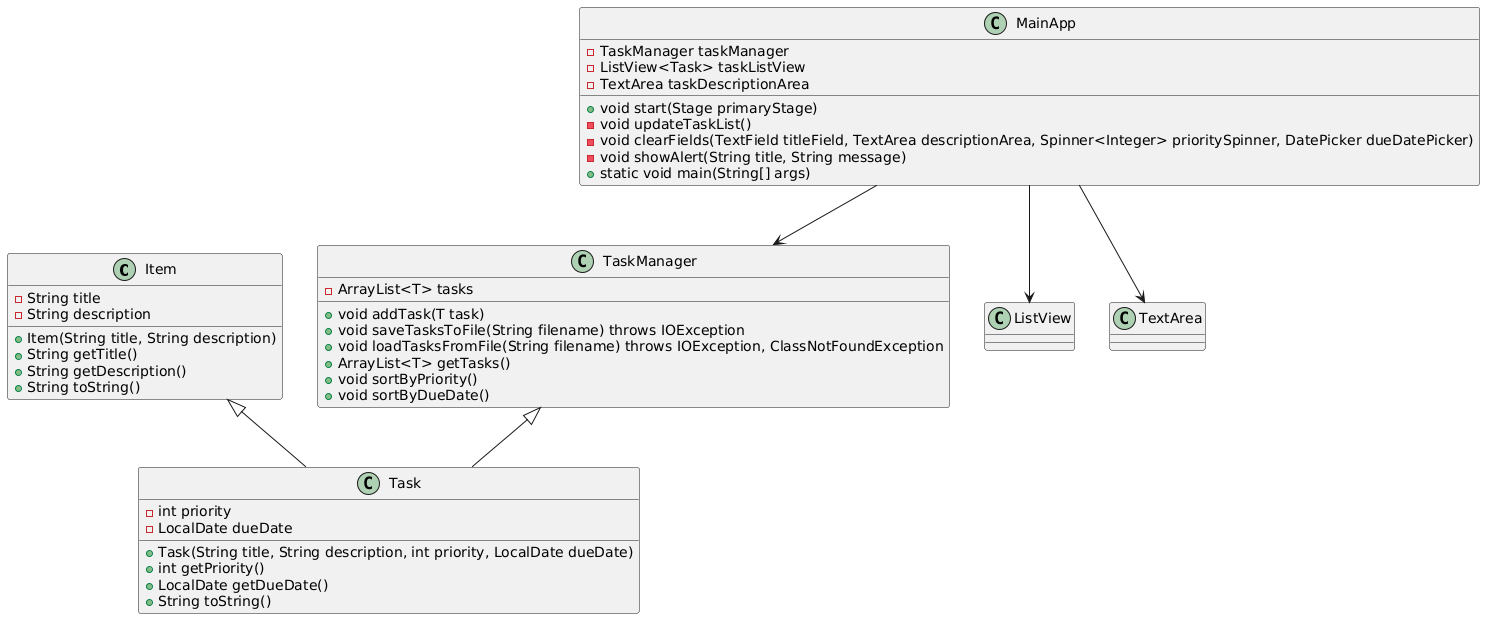 C MainApp
TaskManager taskManager
ListView<Task> taskListView
TextArea taskDescriptionArea
void start(Stage primaryStage)
void updateTaskList()
void clearFields(TextField titleField, TextArea descriptionArea, Spinner<Integer> prioritySpinner, DatePicker dueDatePicker)
void showAlert(String title, String message)
static void main(String[] args)
C Item
String title
String description
Item(String title, String description)
String getTitle()
String getDescription()
String toString()
C TaskManager
ArrayList<T> tasks
void addTask(T task)
void saveTasksToFile(String filename) throws IOException
void loadTasksFromFile(String filename) throws IOException, ClassNotFoundException
ArrayList<T> getTasks()
void sortByPriority()
void sortByDueDate()
C ListView
C TextArea
C Task
int priority
LocalDate dueDate
Task(String title, String description, int priority, LocalDate dueDate)
int getPriority()
LocalDate getDueDate()
String toString()